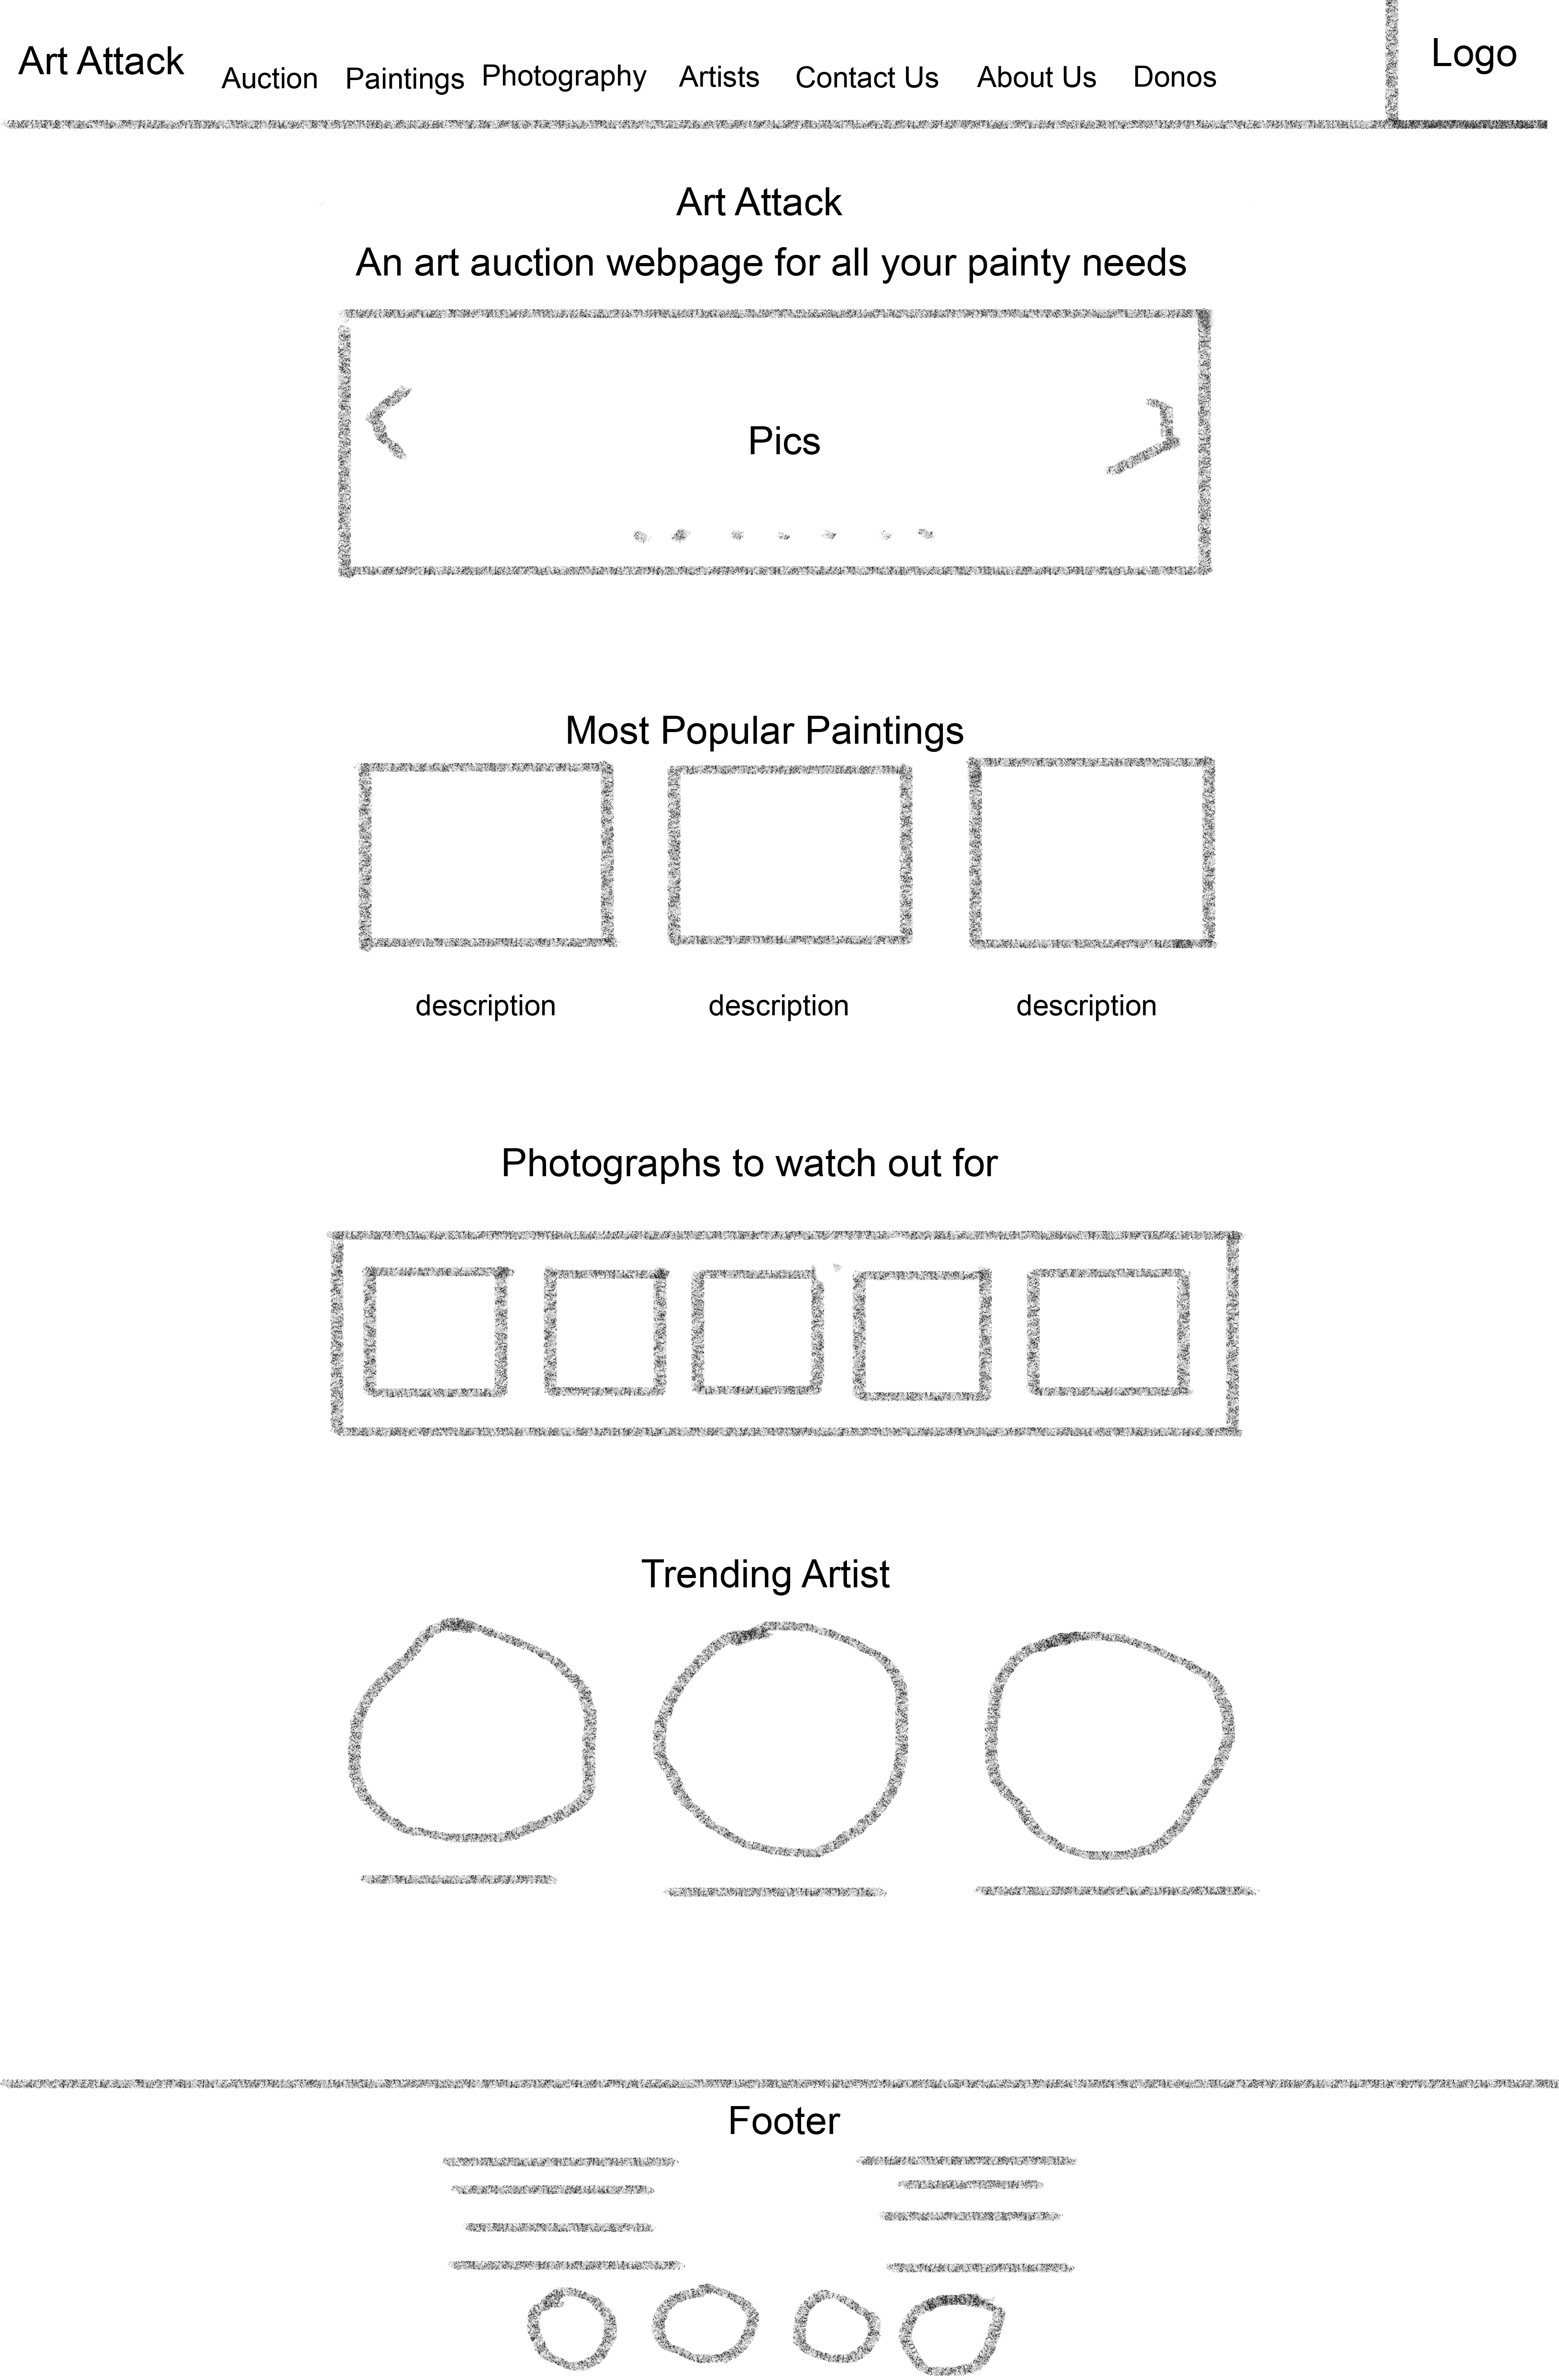 Art Attack Auction Paintings Photography Artists Contact Us About Us Donos Logo
Art Attack
An art auction webpage for all your painty needs
Pics
Most Popular Paintings
description description description
Photographs to watch out for
Trending Artist
Footer